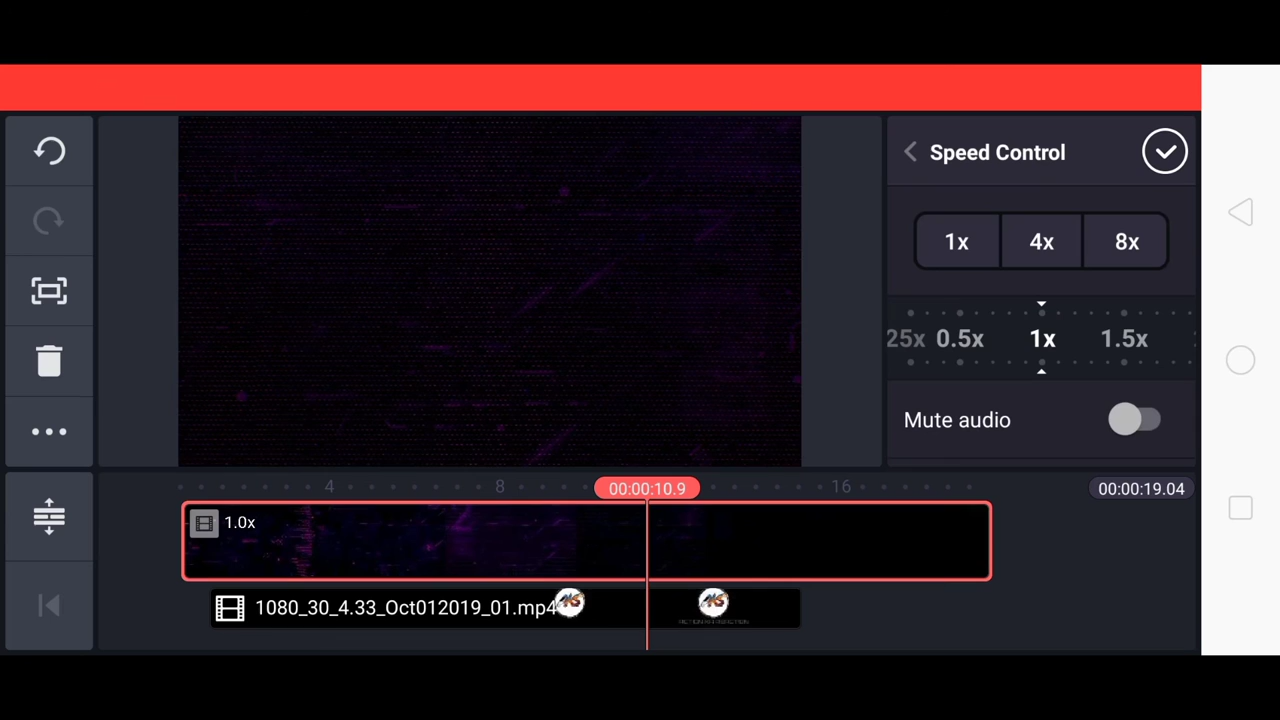 Speed Control
1x 4x 8x
25x 0.5x 1x 1.5x
Mute audio
4 8 00:00:10.9 16 00:00:19.04
1.0x
1080_30_4.33_Oct012019_01.mp4